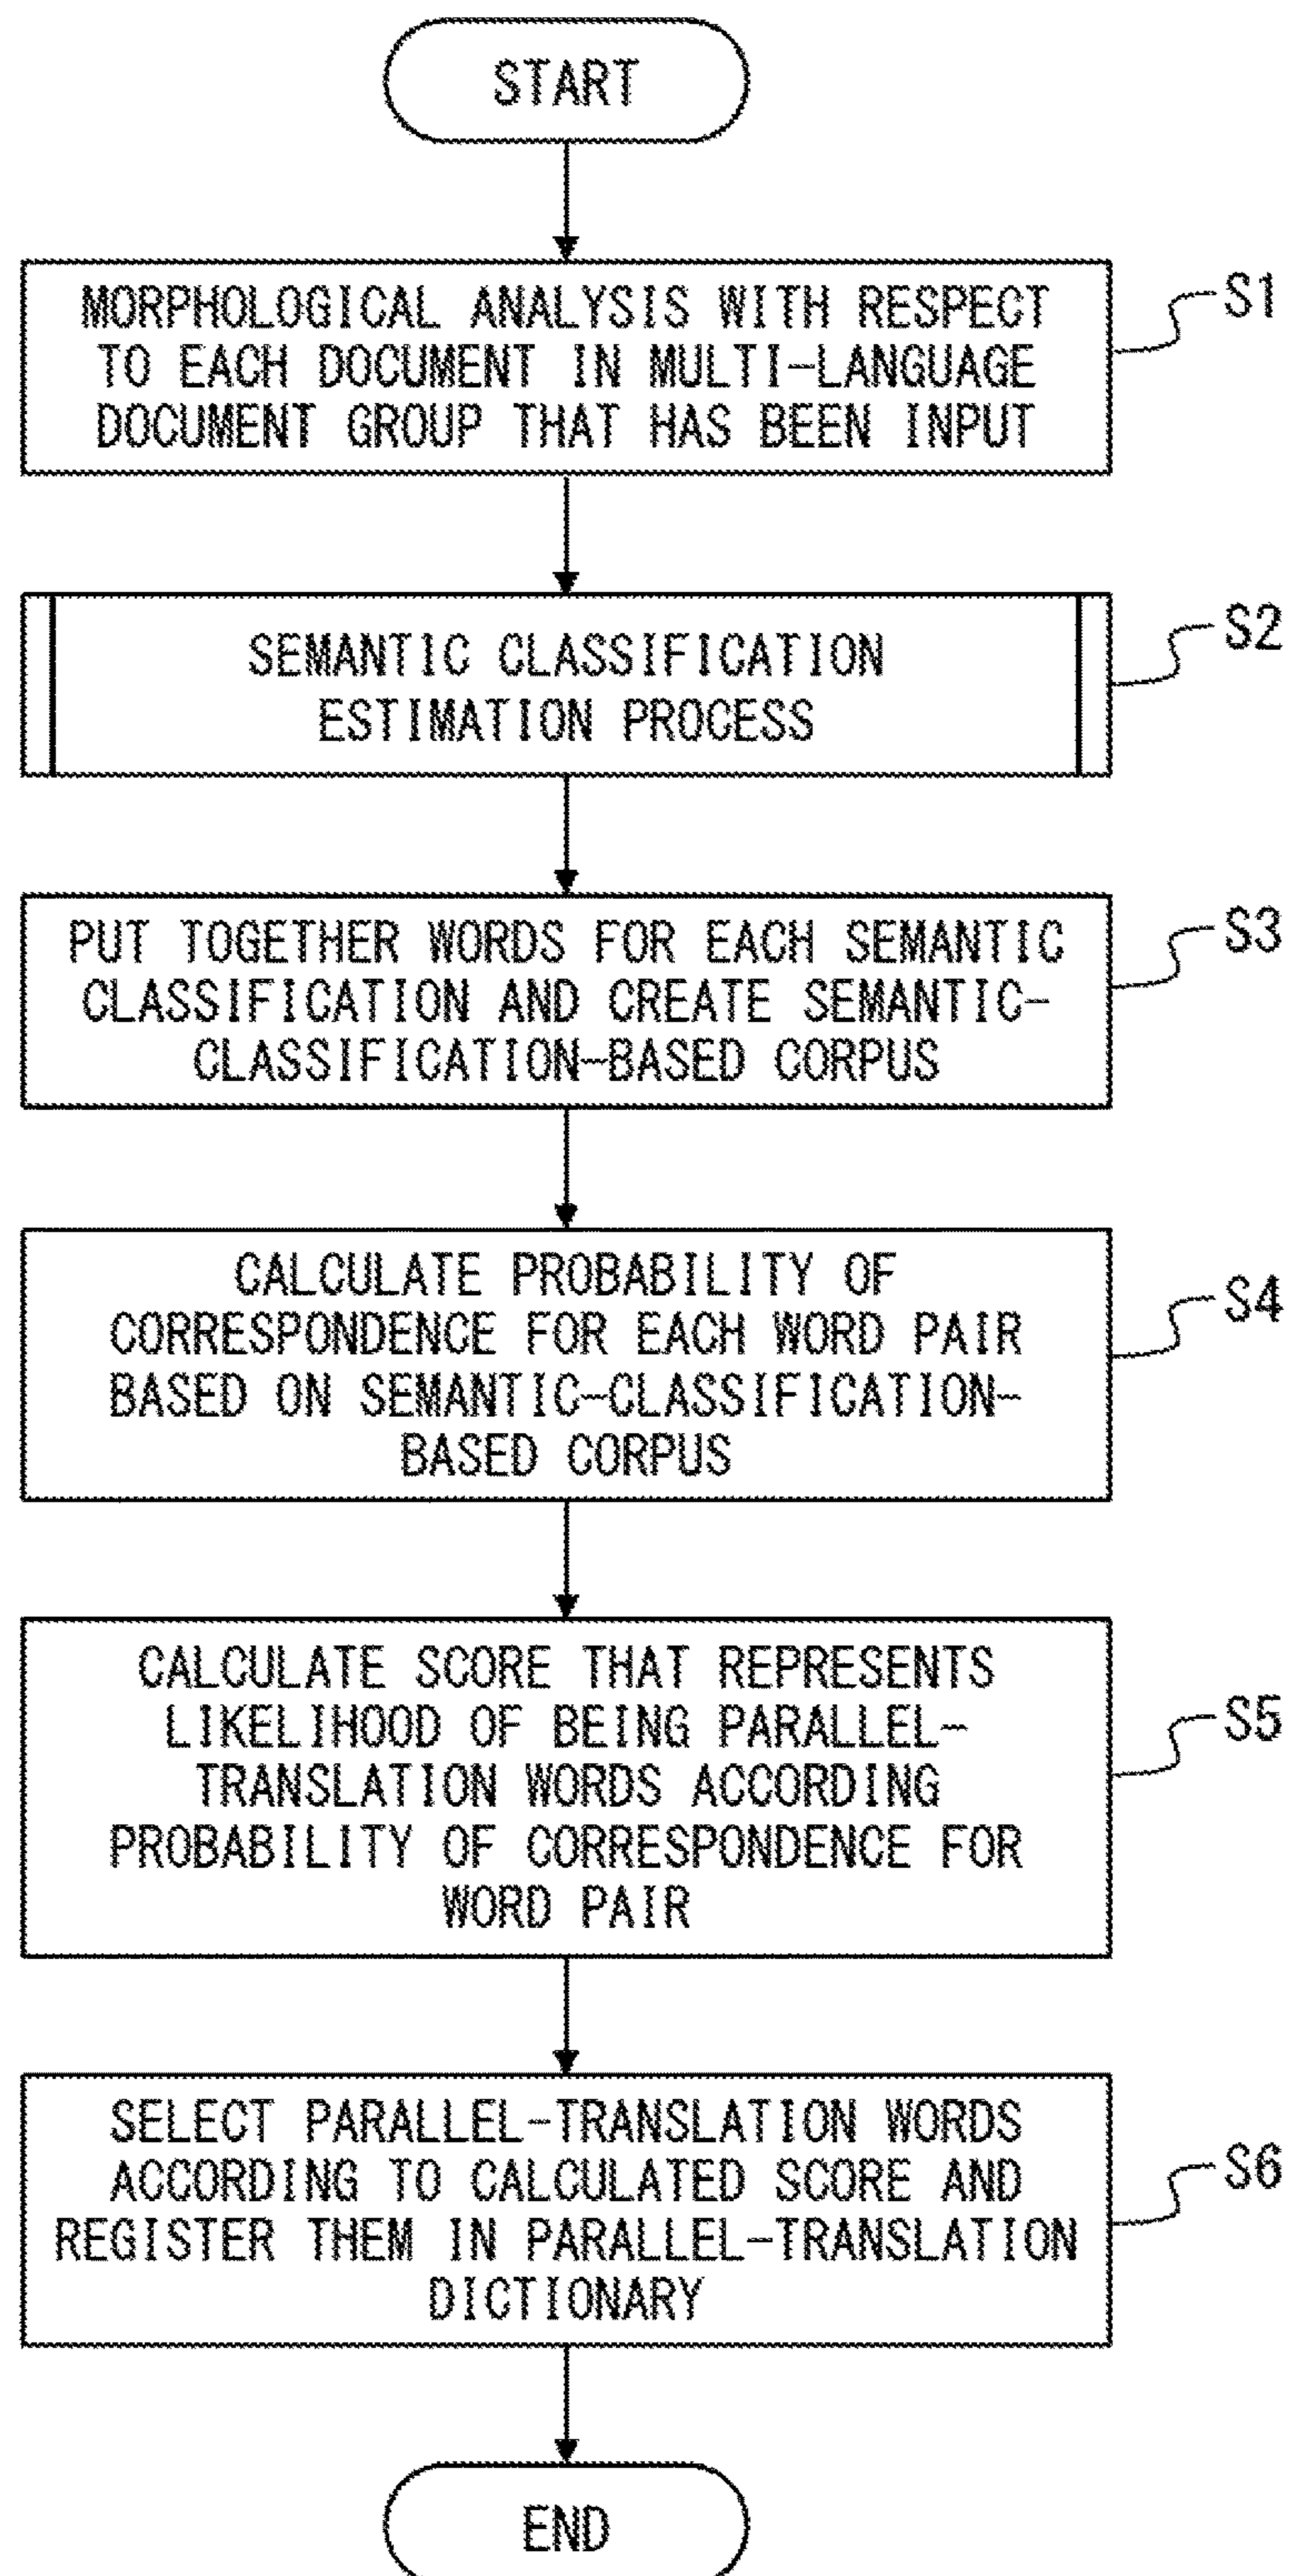 START
MORPHOLOGICAL ANALYSIS WITH RESPECT
TO EACH DOCUMENT IN MULTI-LANGUAGE
DOCUMENT GROUP THAT HAS BEEN INPUT
S1
SEMANTIC CLASSIFICATION
ESTIMATION PROCESS
S2
PUT TOGETHER WORDS FOR EACH SEMANTIC
CLASSIFICATION AND CREATE SEMANTIC-
CLASSIFICATION-BASED CORPUS
S3
CALCULATE PROBABILITY OF
CORRESPONDENCE FOR EACH WORD PAIR
BASED ON SEMANTIC-CLASSIFICATION-
BASED CORPUS
S4
CALCULATE SCORE THAT REPRESENTS
LIKELIHOOD OF BEING PARALLEL-
TRANSLATION WORDS ACCORDING
PROBABILITY OF CORRESPONDENCE FOR
WORD PAIR
S5
SELECT PARALLEL-TRANSLATION WORDS
ACCORDING TO CALCULATED SCORE AND
REGISTER THEM IN PARALLEL-TRANSLATION
DICTIONARY
S6
END